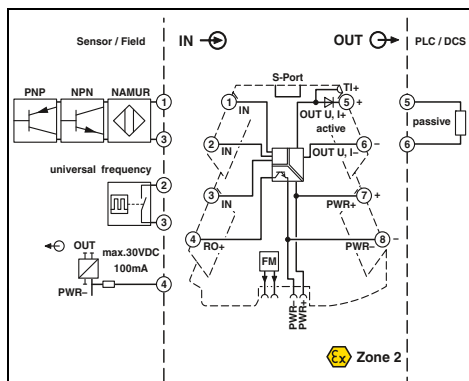 Sensor / Field
IN
OUT
PLC / DCS
PNP
NPN
NAMUR
1
3
universal frequency
2
3
OUT
max.30VDC
100mA
PWR–
4
S-Port
TI+
1
IN
5
+
OUT U, I+
active
2
IN
6
–
OUT U, I–
3
IN
7
+
PWR+
4
RO+
8
–
PWR–
FM
PWR–
PWR+
5
6
passive
Ex
Zone 2